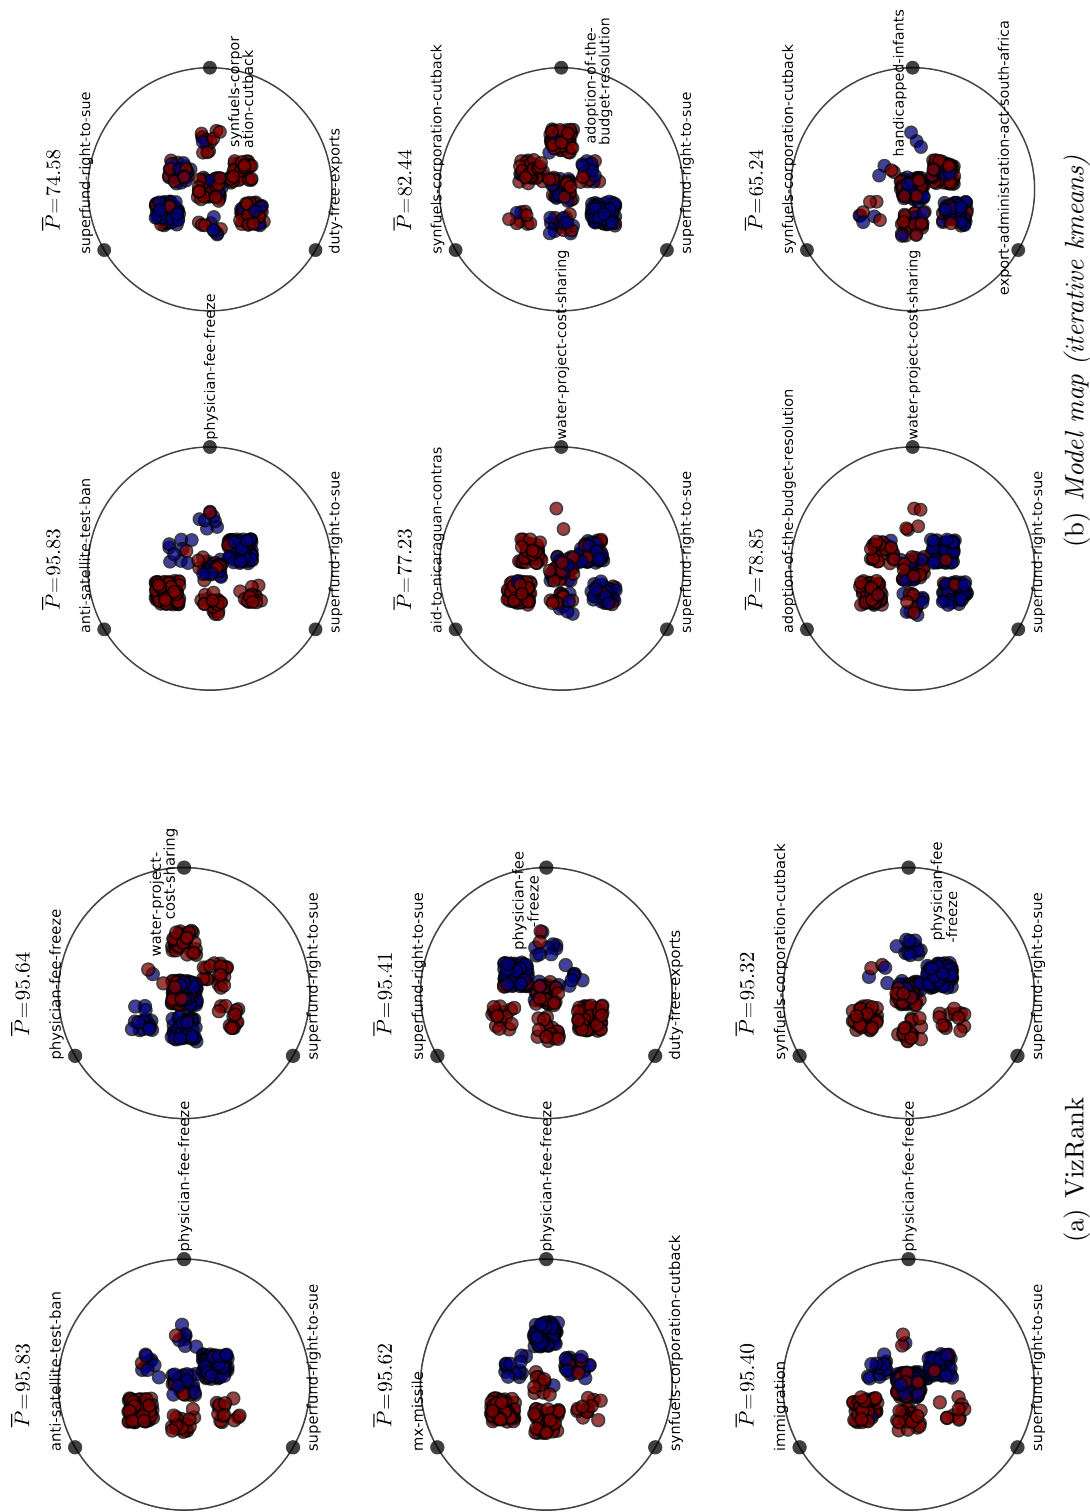 P=95.83
anti-satellite-test-ban
physician-fee-freeze
superfund-right-to-sue
P=95.64
physician-fee-freeze
water-project-
cost-sharing
superfund-right-to-sue
P=95.62
mx-missile
physician-fee-freeze
synfuels-corporation-cutback
P=95.41
superfund-right-to-sue
physician-fee
-freeze
duty-free-exports
P=95.40
immigration
physician-fee-freeze
superfund-right-to-sue
P=95.32
synfuels-corporation-cutback
physician-fee
-freeze
superfund-right-to-sue
(a) VizRank
P=95.83
anti-satellite-test-ban
physician-fee-freeze
superfund-right-to-sue
P=74.58
superfund-right-to-sue
synfuels-corpor
ation-cutback
duty-free-exports
P=77.23
aid-to-nicaraguan-contras
water-project-cost-sharing
superfund-right-to-sue
P=82.44
synfuels-corporation-cutback
adoption-of-the-
budget-resolution
superfund-right-to-sue
P=78.85
adoption-of-the-budget-resolution
water-project-cost-sharing
superfund-right-to-sue
P=65.24
synfuels-corporation-cutback
handicapped-infants
export-administration-act-south-africa
(b) Model map (iterative kmeans)